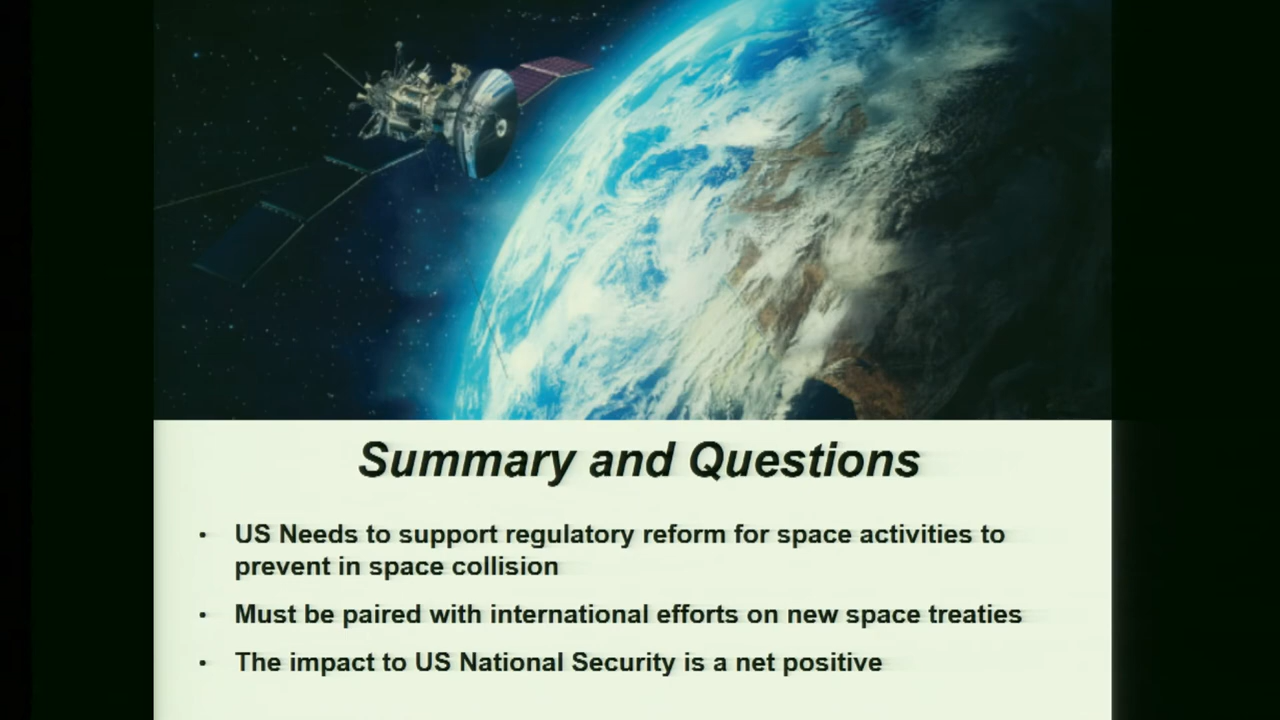 Summary and Questions
• US Needs to support regulatory reform for space activities to
prevent in space collision
• Must be paired with international efforts on new space treaties
• The impact to US National Security is a net positive